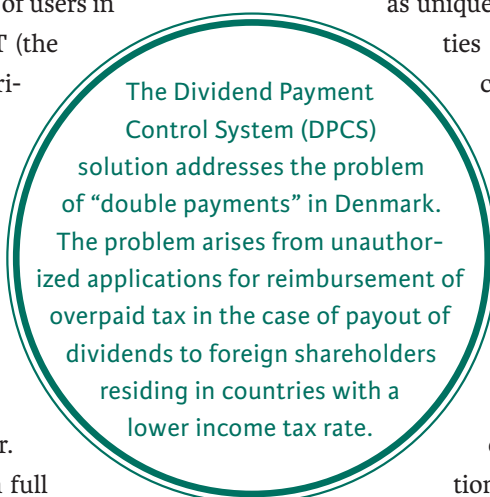 of users in
as unique
T (the
ties
ri-
c
The Dividend Payment
Control System (DPCS)
solution addresses the problem
of “double payments” in Denmark.
The problem arises from unauthor-
ized applications for reimbursement of
overpaid tax in the case of payout of
dividends to foreign shareholders
residing in countries with a
lower income tax rate.
r.
full
tion